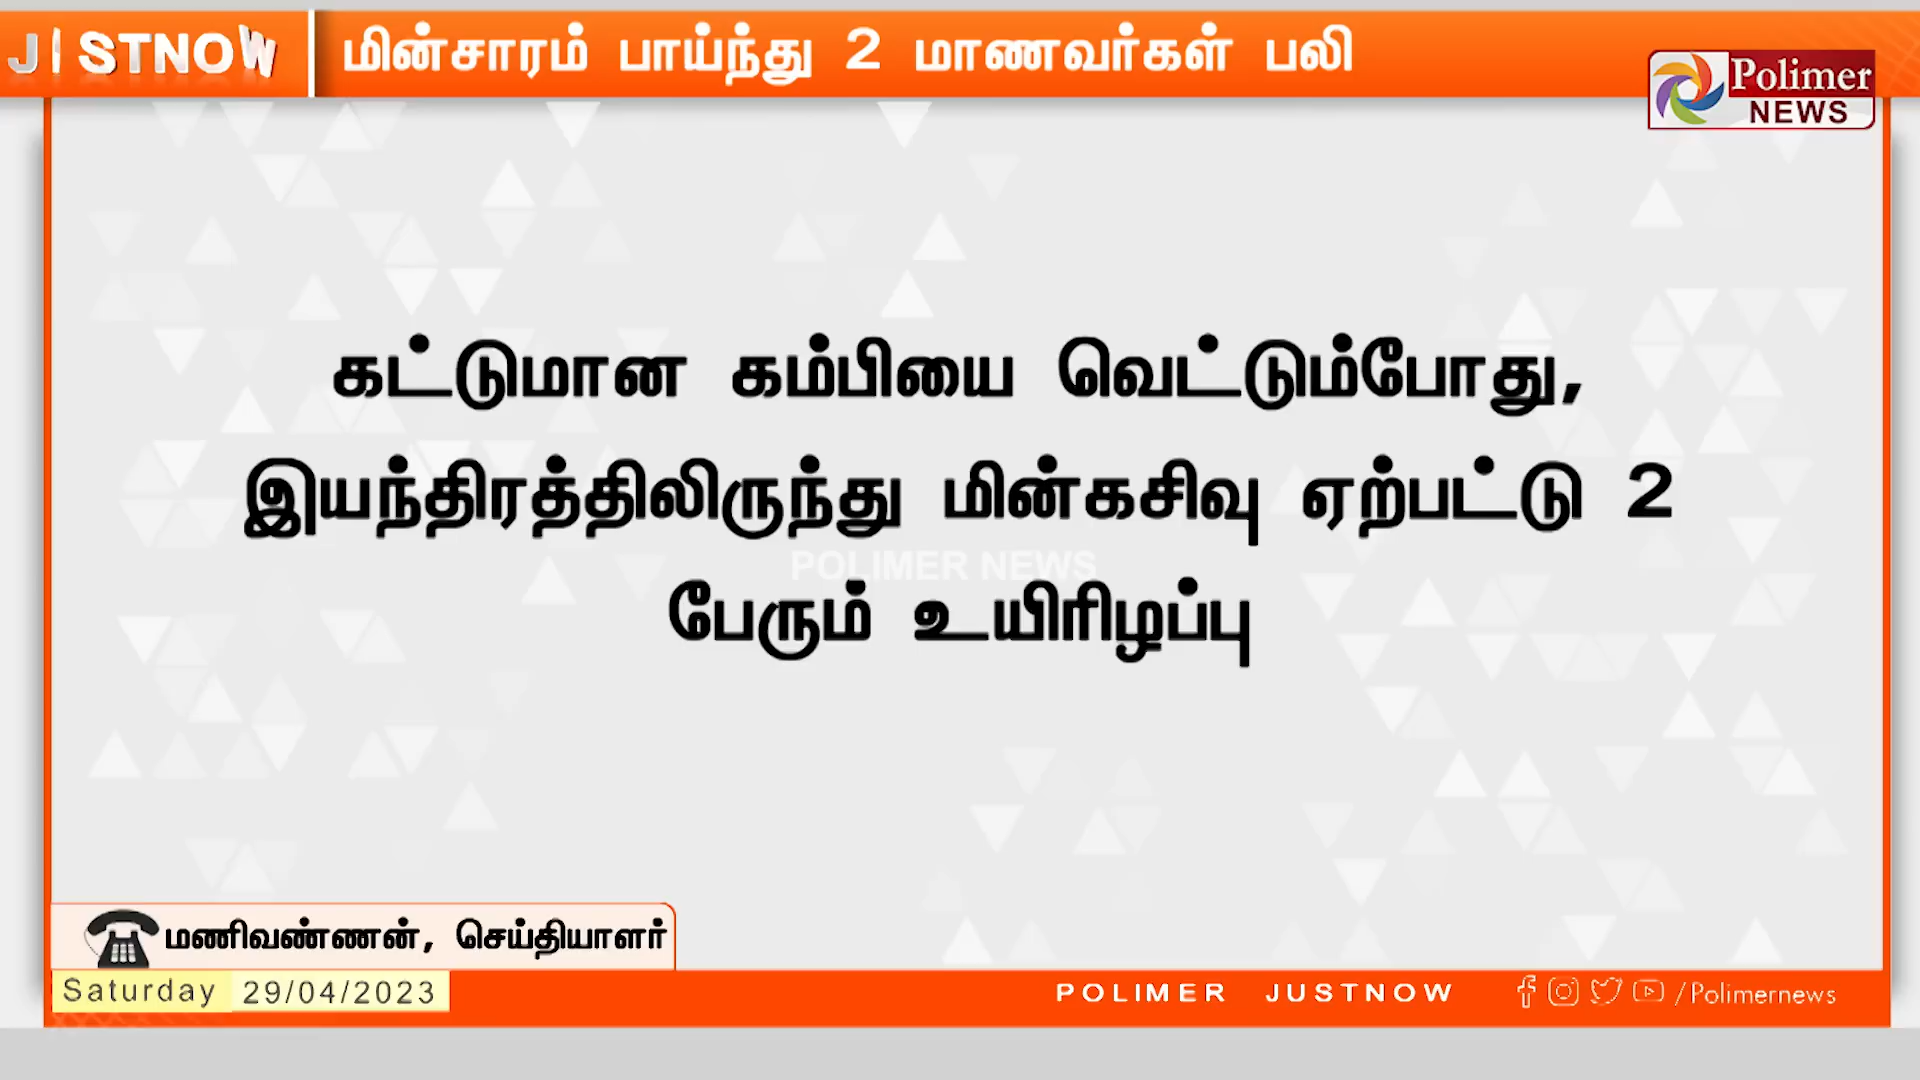 JUSTNOW மின்சாரம் பாய்ந்து 2 மாணவர்கள் பலி
Polimer
NEWS
கட்டுமான கம்பியை வெட்டும்போது,
இயந்திரத்திலிருந்து மின்கசிவு ஏற்பட்டு 2
POLIMER NEWS
பேரும் உயிரிழப்பு
மணிவண்ணன், செய்தியாளர்
Saturday 29/04/2023 POLIMER JUSTNOW /Polimernews